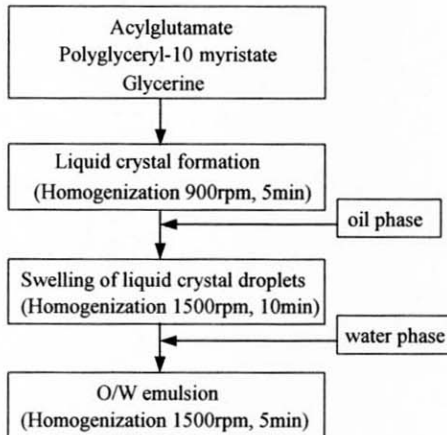 Acylglutamate
Polyglyceryl-10 myristate
Glycerine
Liquid crystal formation
(Homogenization 900rpm, 5min)
oil phase
Swelling of liquid crystal droplets
(Homogenization 1500rpm, 10min)
water phase
O/W emulsion
(Homogenization 1500rpm, 5min)